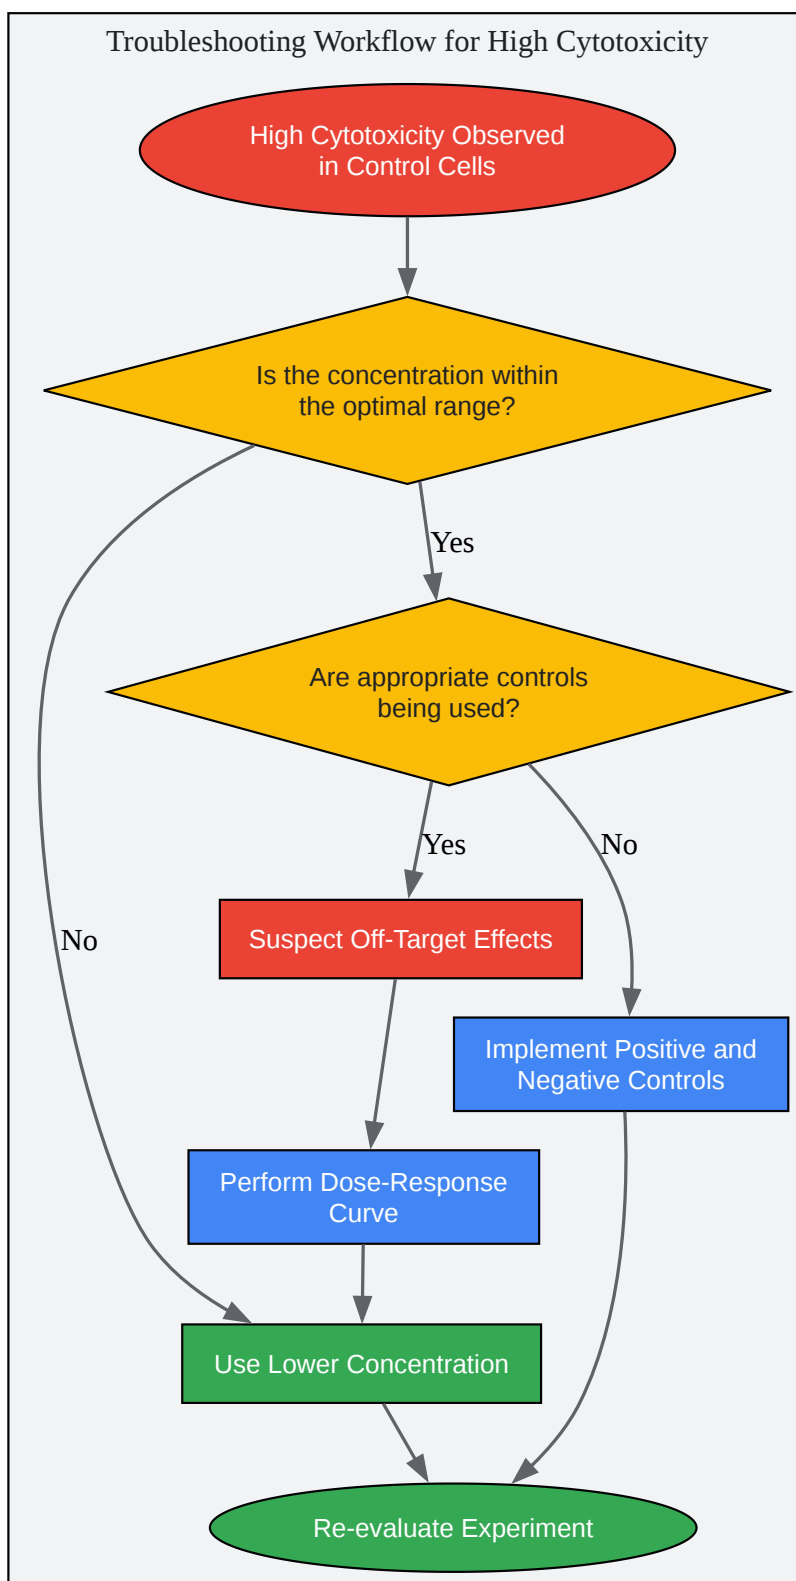 Troubleshooting Workflow for High Cytotoxicity
High Cytotoxicity Observed
in Control Cells
Is the concentration within
the optimal range?
Yes
Are appropriate controls
being used?
Yes
No
Suspect Off-Target Effects
No
Implement Positive and
Negative Controls
Perform Dose-Response
Curve
Use Lower Concentration
Re-evaluate Experiment